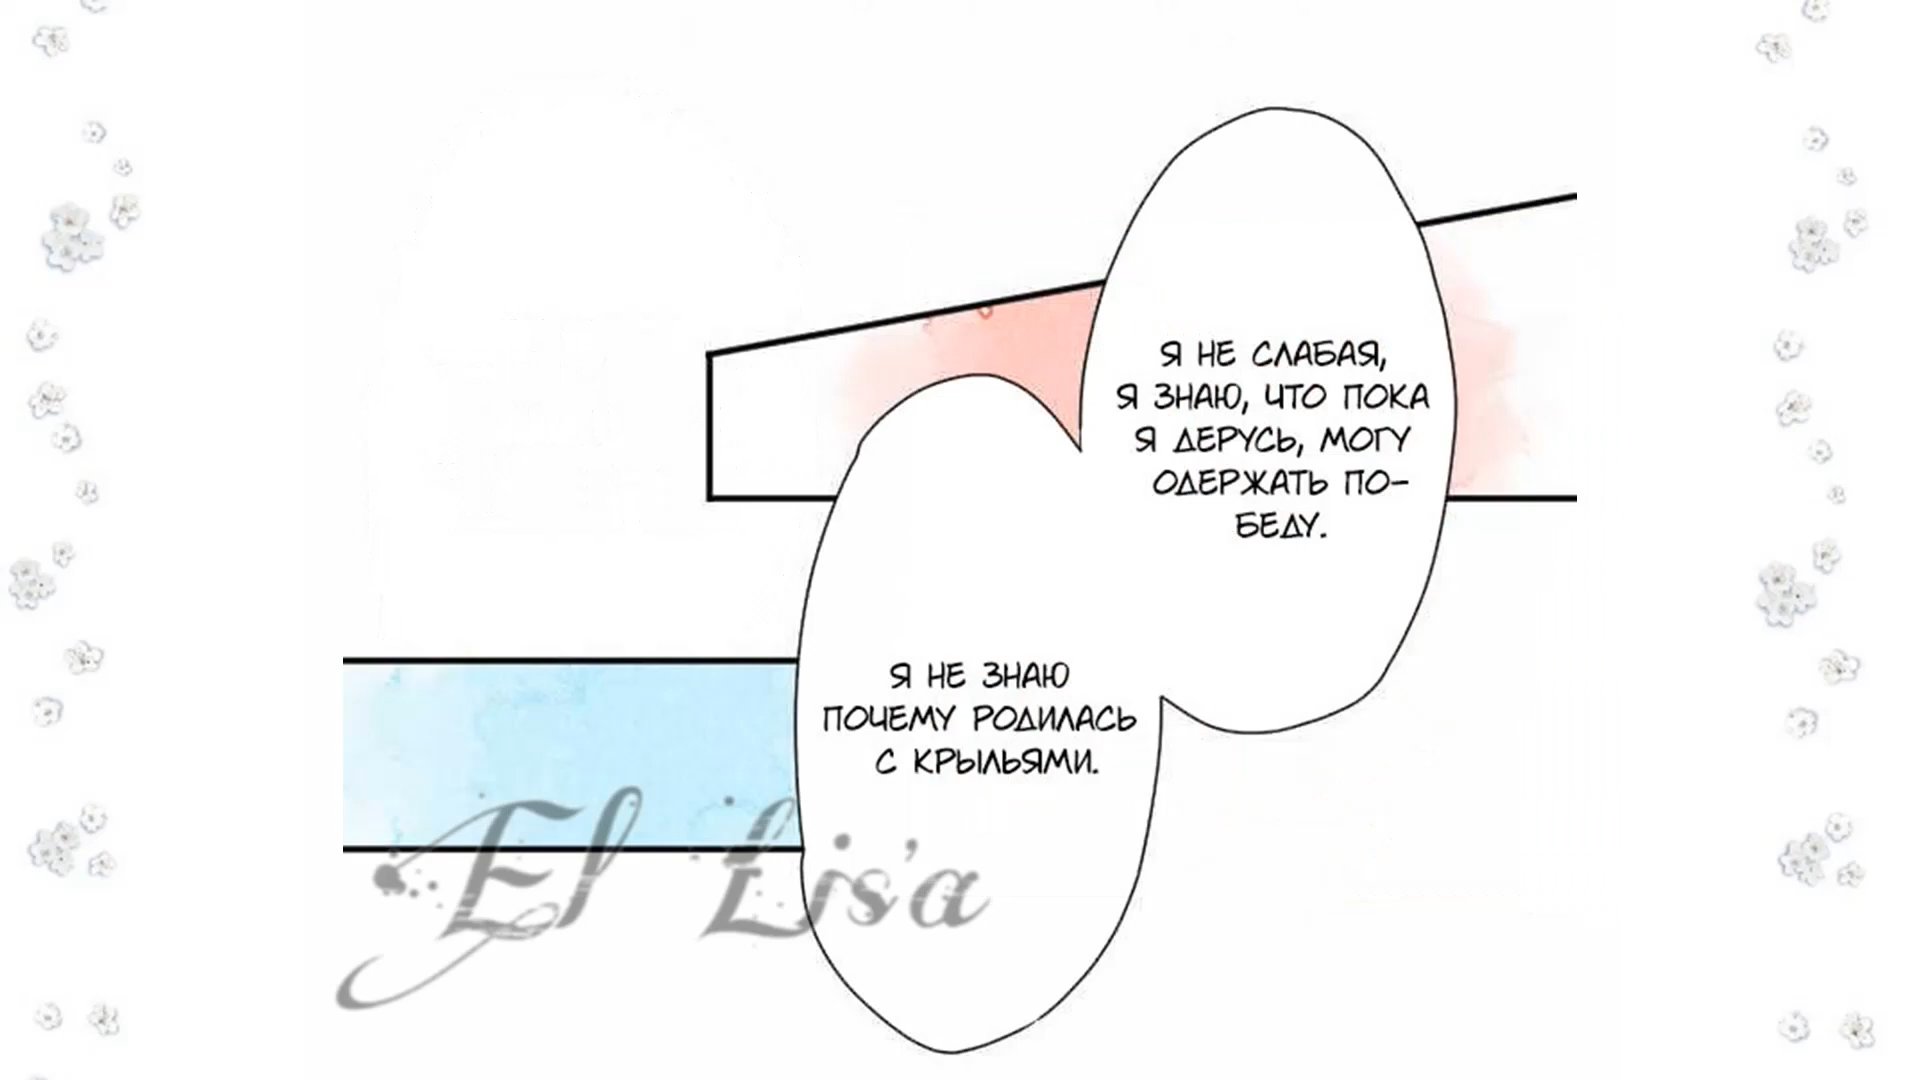 Я НЕ СЛАБАЯ,
Я ЗНАЮ, ЧТО ПОКА
Я ДЕРУСЬ, МОГУ
ОДЕРЖАТЬ ПО-
БЕДУ.
Я НЕ ЗНАЮ
ПОЧЕМУ РОДИЛАСЬ
С КРЫЛЬЯМИ.
El Lis'a